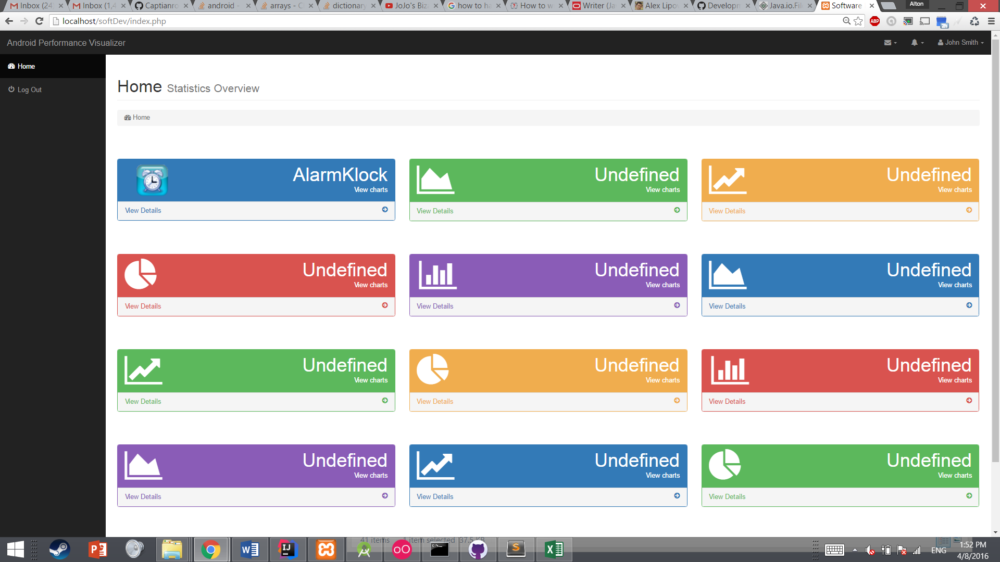 Inbox (24)
Inbox (1,4
Captianro
android -
arrays - C
dictionary
JoJo's Biz
how to ha
How to w
Writer (Ja
Alex Lipov
Developm
Java.io.Fil
Software
Alton
localhost/softDev/index.php
ABP
2h
Android Performance Visualizer
John Smith
Home
Log Out
Home Statistics Overview
Home
AlarmKlock
View charts
View Details
Undefined
View charts
View Details
Undefined
View charts
View Details
Undefined
View charts
View Details
Undefined
View charts
View Details
Undefined
View charts
View Details
Undefined
View charts
View Details
Undefined
View charts
View Details
Undefined
View charts
View Details
Undefined
View charts
View Details
Undefined
View charts
View Details
Undefined
View charts
View Details
41 items 1 item selected 37.5 KB
ENG
1:52 PM
4/8/2016